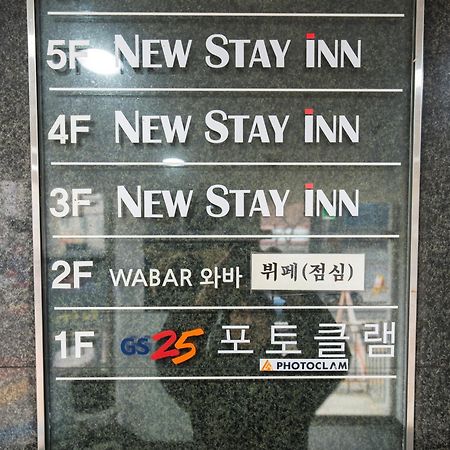 5F NEW STAY INN
4F NEW STAY INN
3F NEW STAY INN
2F WABAR 와바 뷔페(점심)
1F GS25 포토클램
PHOTOCLAM